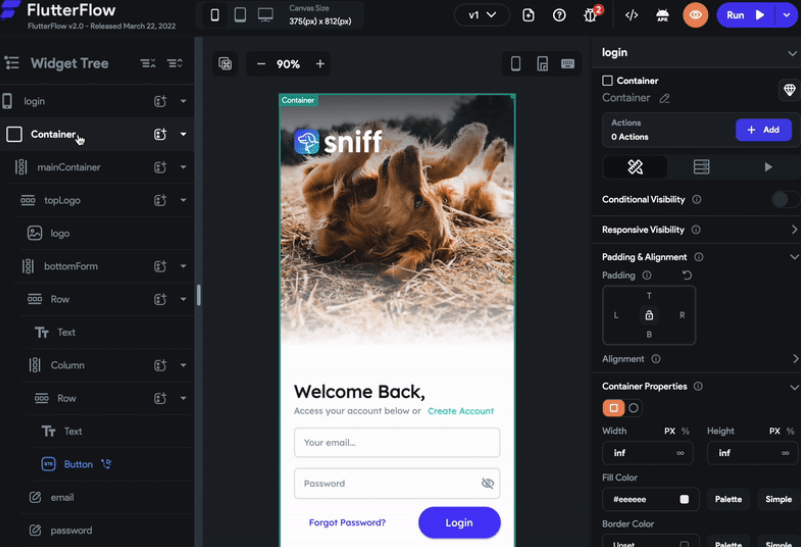 FlutterFlow
FlutterFlow v2.0 - Released March 22, 2022
Canvas Size
375(px) x 812(px)
v1
2
</>
APK
Run
Widget Tree
login
Container
mainContainer
topLogo
logo
bottomForm
Row
Text
Column
Row
Text
Button
email
password
90%
Container
sniff
Welcome Back,
Access your account below or Create Account
Your email...
Password
Forgot Password?
Login
login
Container
Container
Actions
0 Actions
+ Add
Conditional Visibility
Responsive Visibility
Padding & Alignment
Padding
T
L R
B
Alignment
Container Properties
Width PX % Height PX %
inf ∞ inf ∞
Fill Color
#eeeeee Palette Simple
Border Color
Unset Palette Simple